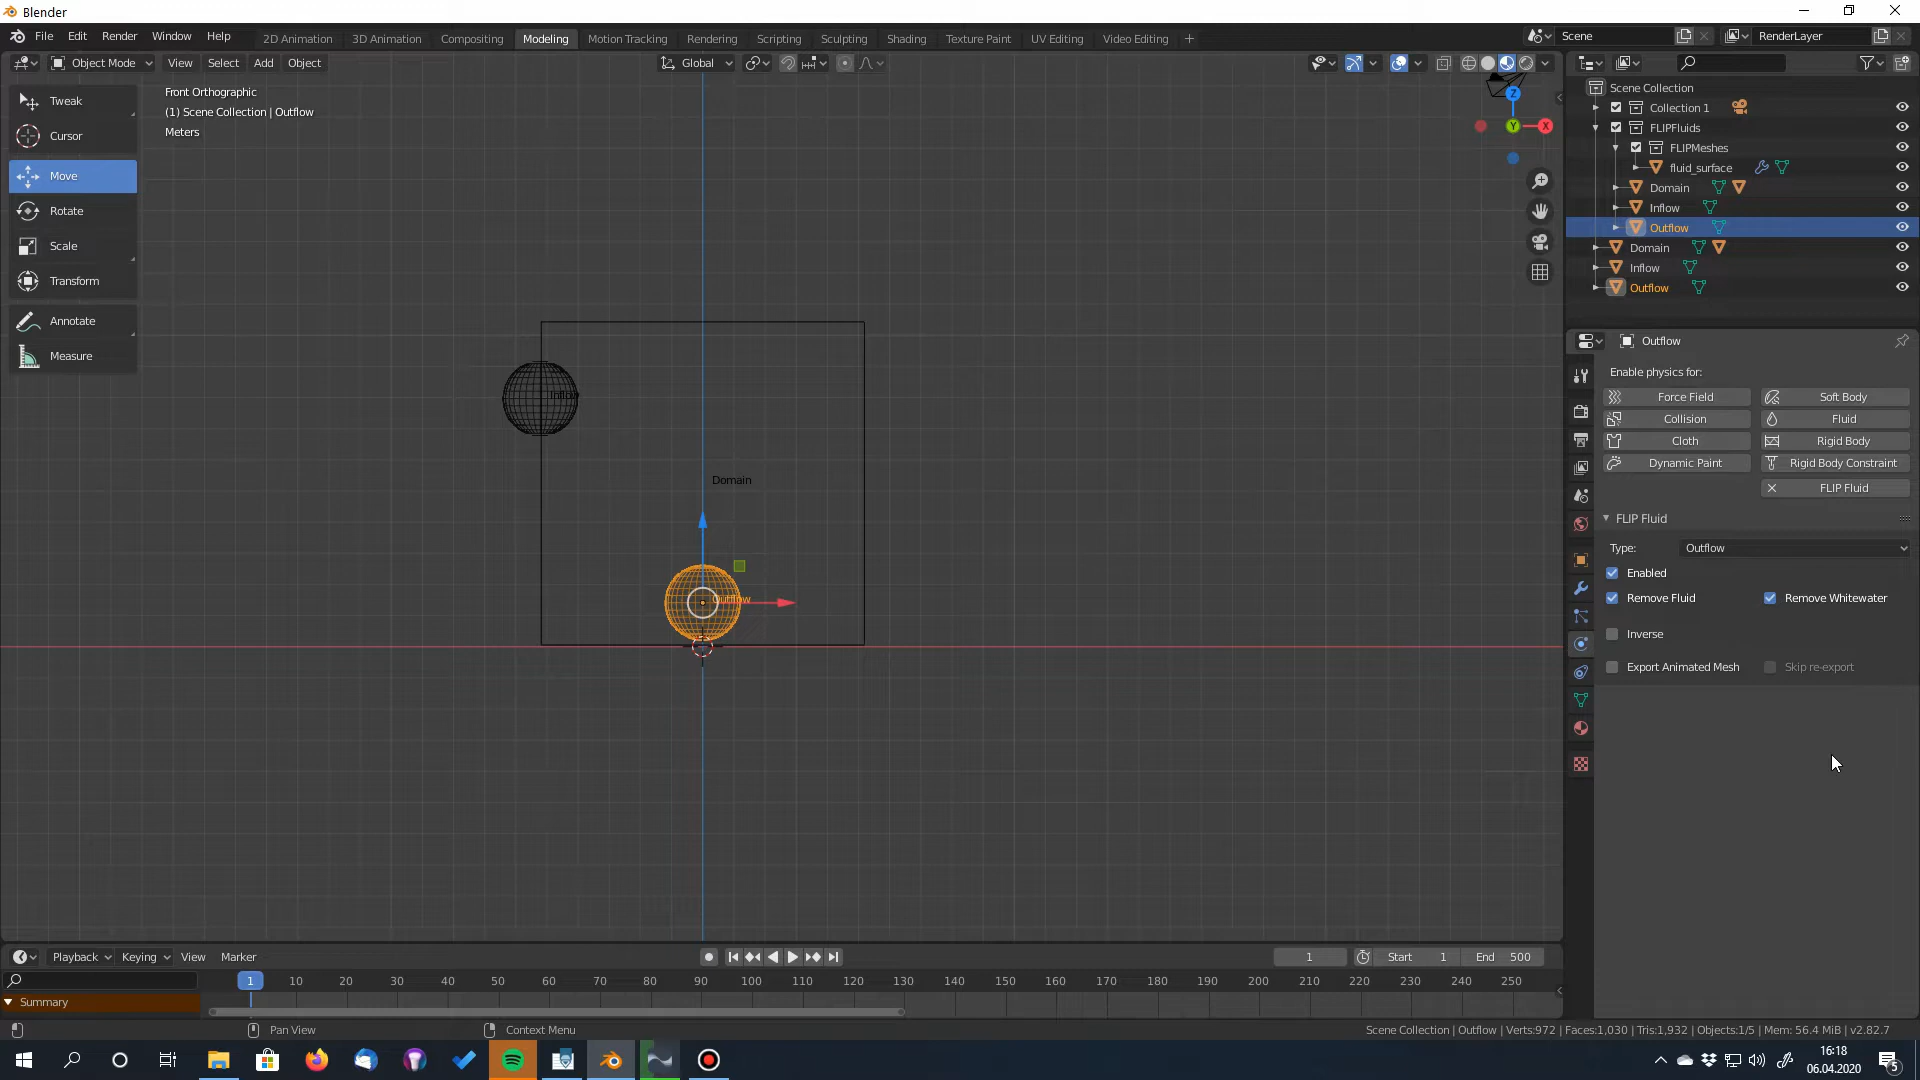 Blender
File Edit Render Window Help
2D Animation 3D Animation Compositing Modeling Motion Tracking Rendering Scripting Sculpting Shading Texture Paint UV Editing Video Editing +
Scene RenderLayer
Object Mode View Select Add Object Global
Tweak
Cursor
Move
Rotate
Scale
Transform
Annotate
Measure
Front Orthographic
(1) Scene Collection | Outflow
Meters
Z
Y
X
Inflow
Domain
Outflow
Scene Collection
Collection 1
FLIPFluids
FLIPMeshes
fluid_surface
Domain
Inflow
Outflow
Domain
Inflow
Outflow
Outflow
Enable physics for:
Force Field Soft Body
Collision Fluid
Cloth Rigid Body
Dynamic Paint Rigid Body Constraint
FLIP Fluid
FLIP Fluid
Type: Outflow
Enabled
Remove Fluid Remove Whitewater
Inverse
Export Animated Mesh Skip re-export
Playback Keying View Marker 1 Start 1 End 500
1 10 20 30 40 50 60 70 80 90 100 110 120 130 140 150 160 170 180 190 200 210 220 230 240 250
Summary
Pan View Context Menu Scene Collection | Outflow | Verts:972 | Faces:1,030 | Tris:1,932 | Objects:1/5 | Mem: 56.4 MiB | v2.82.7
16:18
06.04.2020
5